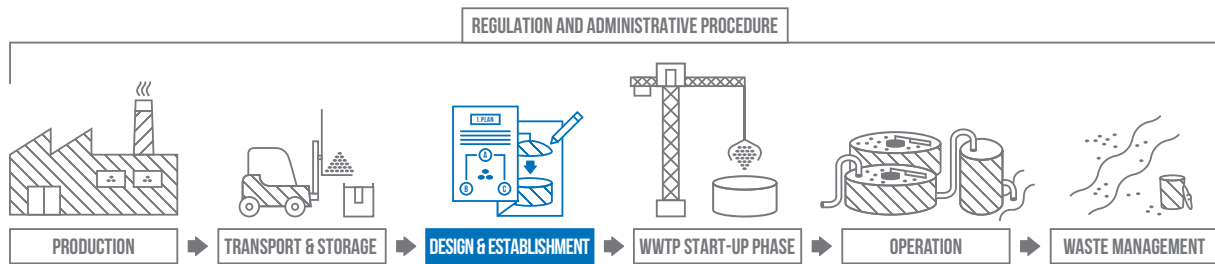 REGULATION AND ADMINISTRATIVE PROCEDURE
1.PLAN
A
B
C
PRODUCTION
TRANSPORT & STORAGE
DESIGN & ESTABLISHMENT
WWTP START-UP PHASE
OPERATION
WASTE MANAGEMENT